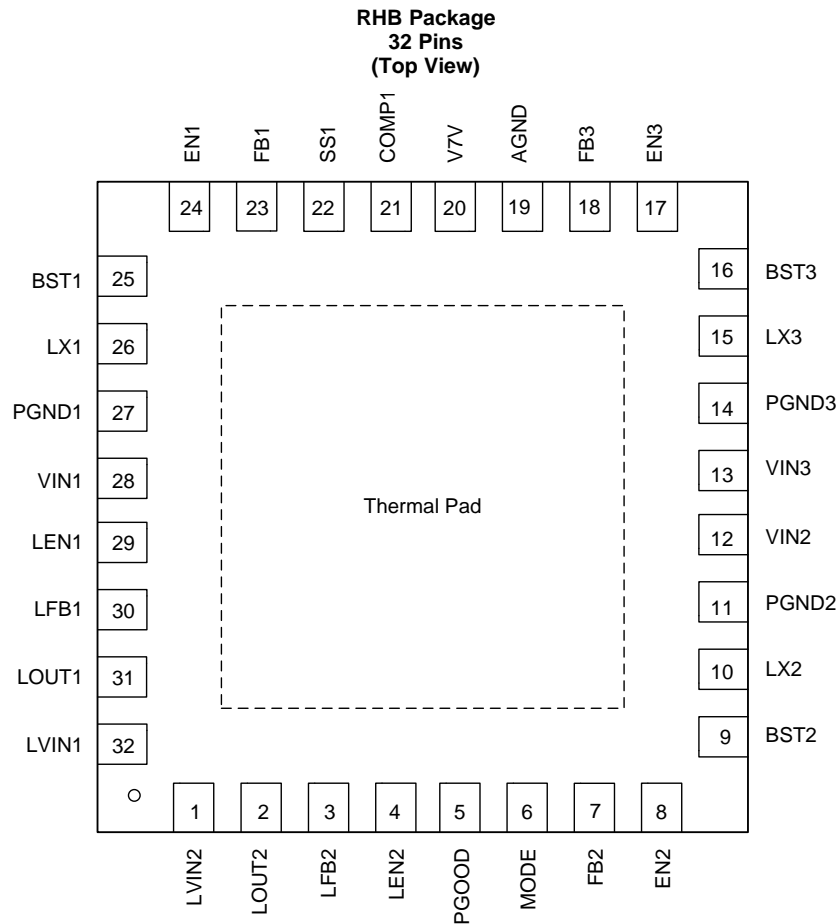 RHB Package
32 Pins
(Top View)
EN1
FB1
SS1
COMP1
V7V
AGND
FB3
EN3
24 23 22 21 20 19 18 17
BST1 25
LX1 26
PGND1 27
VIN1 28
LEN1 29
LFB1 30
LOUT1 31
LVIN1 32
Thermal Pad
16 BST3
15 LX3
14 PGND3
13 VIN3
12 VIN2
11 PGND2
10 LX2
9 BST2
1 2 3 4 5 6 7 8
LVIN2
LOUT2
LFB2
LEN2
PGOOD
MODE
FB2
EN2